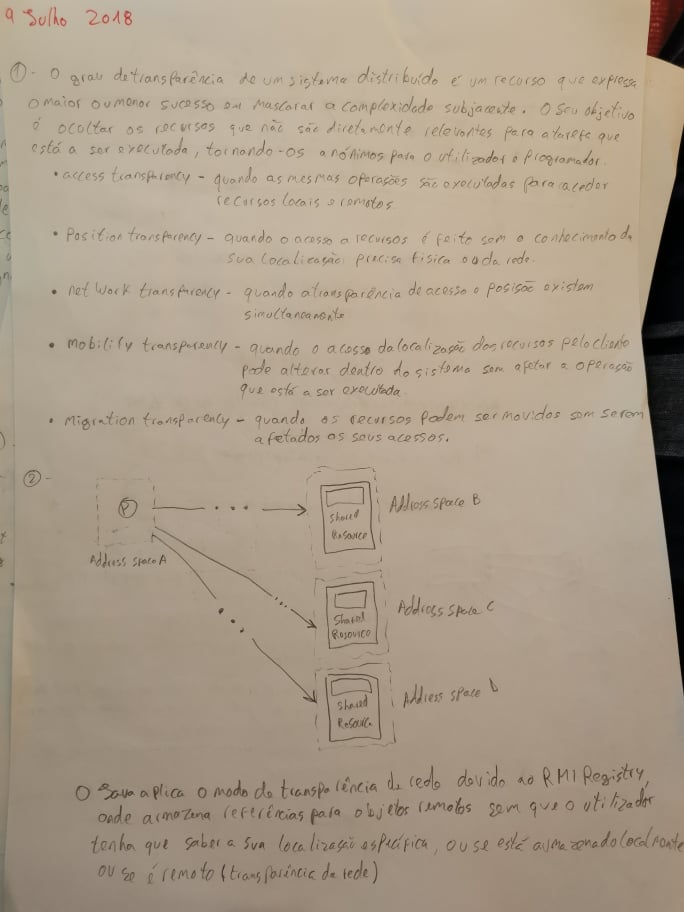 9 Julho 2018
①- O grau de transparência de um sistema distribuído é um recurso que expressa
o maior ou menor sucesso em mascarar a complexidade subjacente. O seu objetivo
é ocultar os recursos que não são diretamente relevantes para a tarefa que
está a ser executada, tornando-os anónimos para o utilizador e programador.
• access transparency - quando as mesmas operações são executadas para aceder
recursos locais e remotos
• Position transparency - quando o acesso a recursos é feito sem o conhecimento da
sua localização precisa física ou da rede.
• network transparency - quando a transparência de acesso e posisão existem
simultaneamente
• Mobility transparency - quando o acesso da localização dos recursos pelo cliente
pode alterar dentro do sistema sem afetar a operação
que está a ser executada.
• Migration transparency - quando os recursos podem ser movidos sem serem
afetados os seus acessos.
②-
P
Address space A
Shared
Resource
Address space B
Shared
Resource
Address space C
Shared
Resource
Address space D
O Java aplica o modo de transparência de rede devido ao RMI Registry,
onde armazena referências para objetos remotos sem que o utilizador
tenha que saber a sua localização específica, ou se está armazenado localmente
ou se é remoto (transparência da rede)